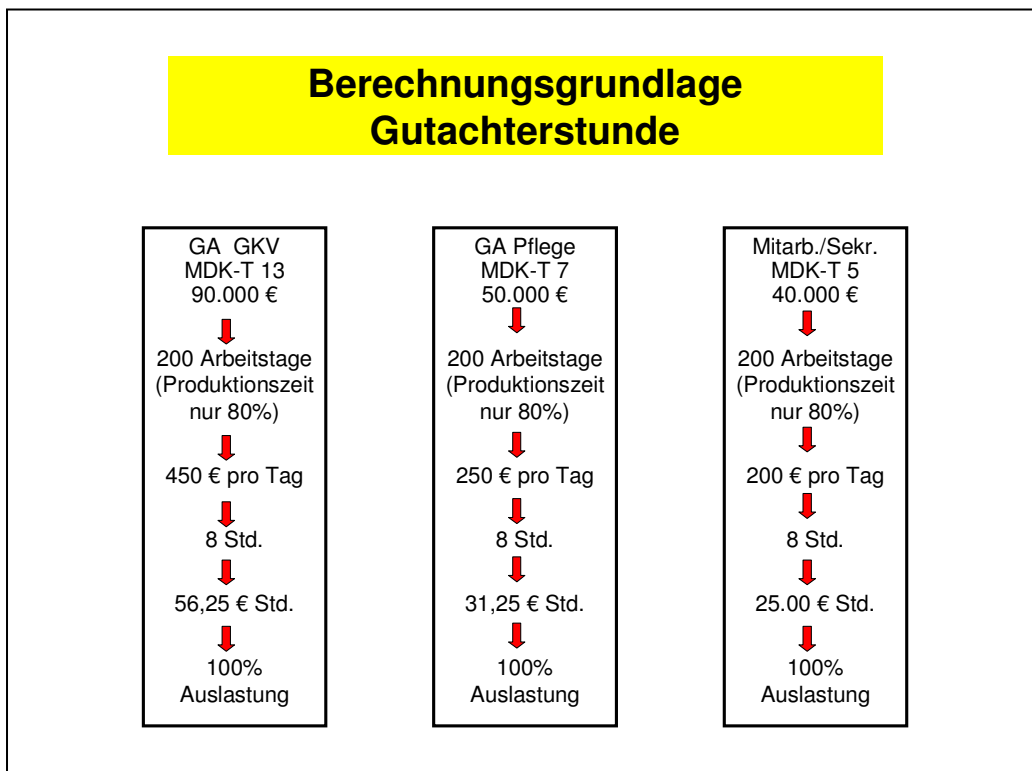 Berechnungsgrundlage
Gutachterstunde
GA GKV
MDK-T 13
90.000 €
200 Arbeitstage
(Produktionszeit
nur 80%)
450 € pro Tag
8 Std.
56,25 € Std.
100%
Auslastung
GA Pflege
MDK-T 7
50.000 €
200 Arbeitstage
(Produktionszeit
nur 80%)
250 € pro Tag
8 Std.
31,25 € Std.
100%
Auslastung
Mitarb./Sekr.
MDK-T 5
40.000 €
200 Arbeitstage
(Produktionszeit
nur 80%)
200 € pro Tag
8 Std.
25.00 € Std.
100%
Auslastung